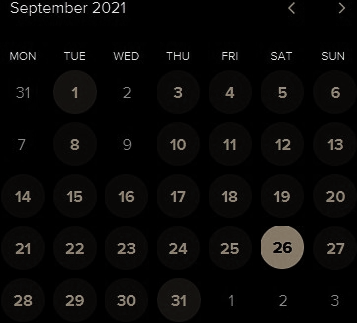 September 2021
MON TUE WED THU FRI SAT SUN
31 1 2 3 4 5 6
7 8 9 10 11 12 13
14 15 16 17 18 19 20
21 22 23 24 25 26 27
28 29 30 31 1 2 3